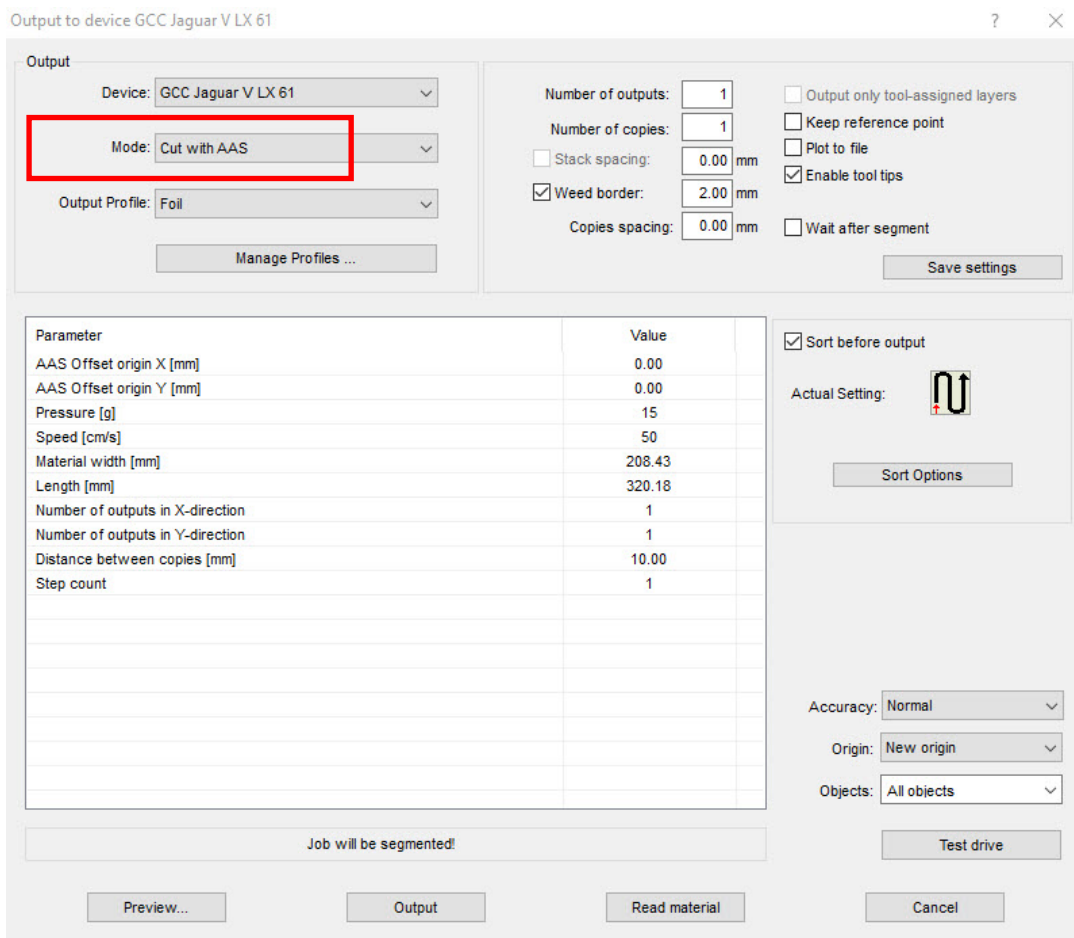 Output to device GCC Jaguar V LX 61
?
Output
Device: GCC Jaguar V LX 61
Mode: Cut with AAS
Output Profile: Foil
Manage Profiles ...
Number of outputs: 1
Number of copies: 1
Stack spacing: 0.00 mm
Weed border: 2.00 mm
Copies spacing: 0.00 mm
Output only tool-assigned layers
Keep reference point
Plot to file
Enable tool tips
Wait after segment
Save settings
Parameter Value
AAS Offset origin X [mm] 0.00
AAS Offset origin Y [mm] 0.00
Pressure [g] 15
Speed [cm/s] 50
Material width [mm] 208.43
Length [mm] 320.18
Number of outputs in X-direction 1
Number of outputs in Y-direction 1
Distance between copies [mm] 10.00
Step count 1
Sort before output
Actual Setting:
Sort Options
Accuracy: Normal
Origin: New origin
Objects: All objects
Job will be segmented!
Test drive
Preview...
Output
Read material
Cancel